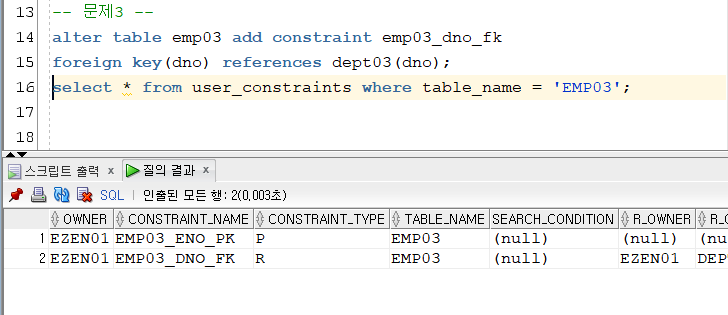 13 -- 문제3 --
14 alter table emp03 add constraint emp03_dno_fk
15 foreign key(dno) references dept03(dno);
16 select * from user_constraints where table_name = 'EMP03';
17
18
스크립트 출력 x 질의 결과 x
SQL | 인출된 모든 행: 2(0,003초)
OWNER CONSTRAINT_NAME CONSTRAINT_TYPE TABLE_NAME SEARCH_CONDITION R_OWNER R_C
1 EZEN01 EMP03_ENO_PK P EMP03 (null) (null) (nu
2 EZEN01 EMP03_DNO_FK R EMP03 (null) EZEN01 DEP